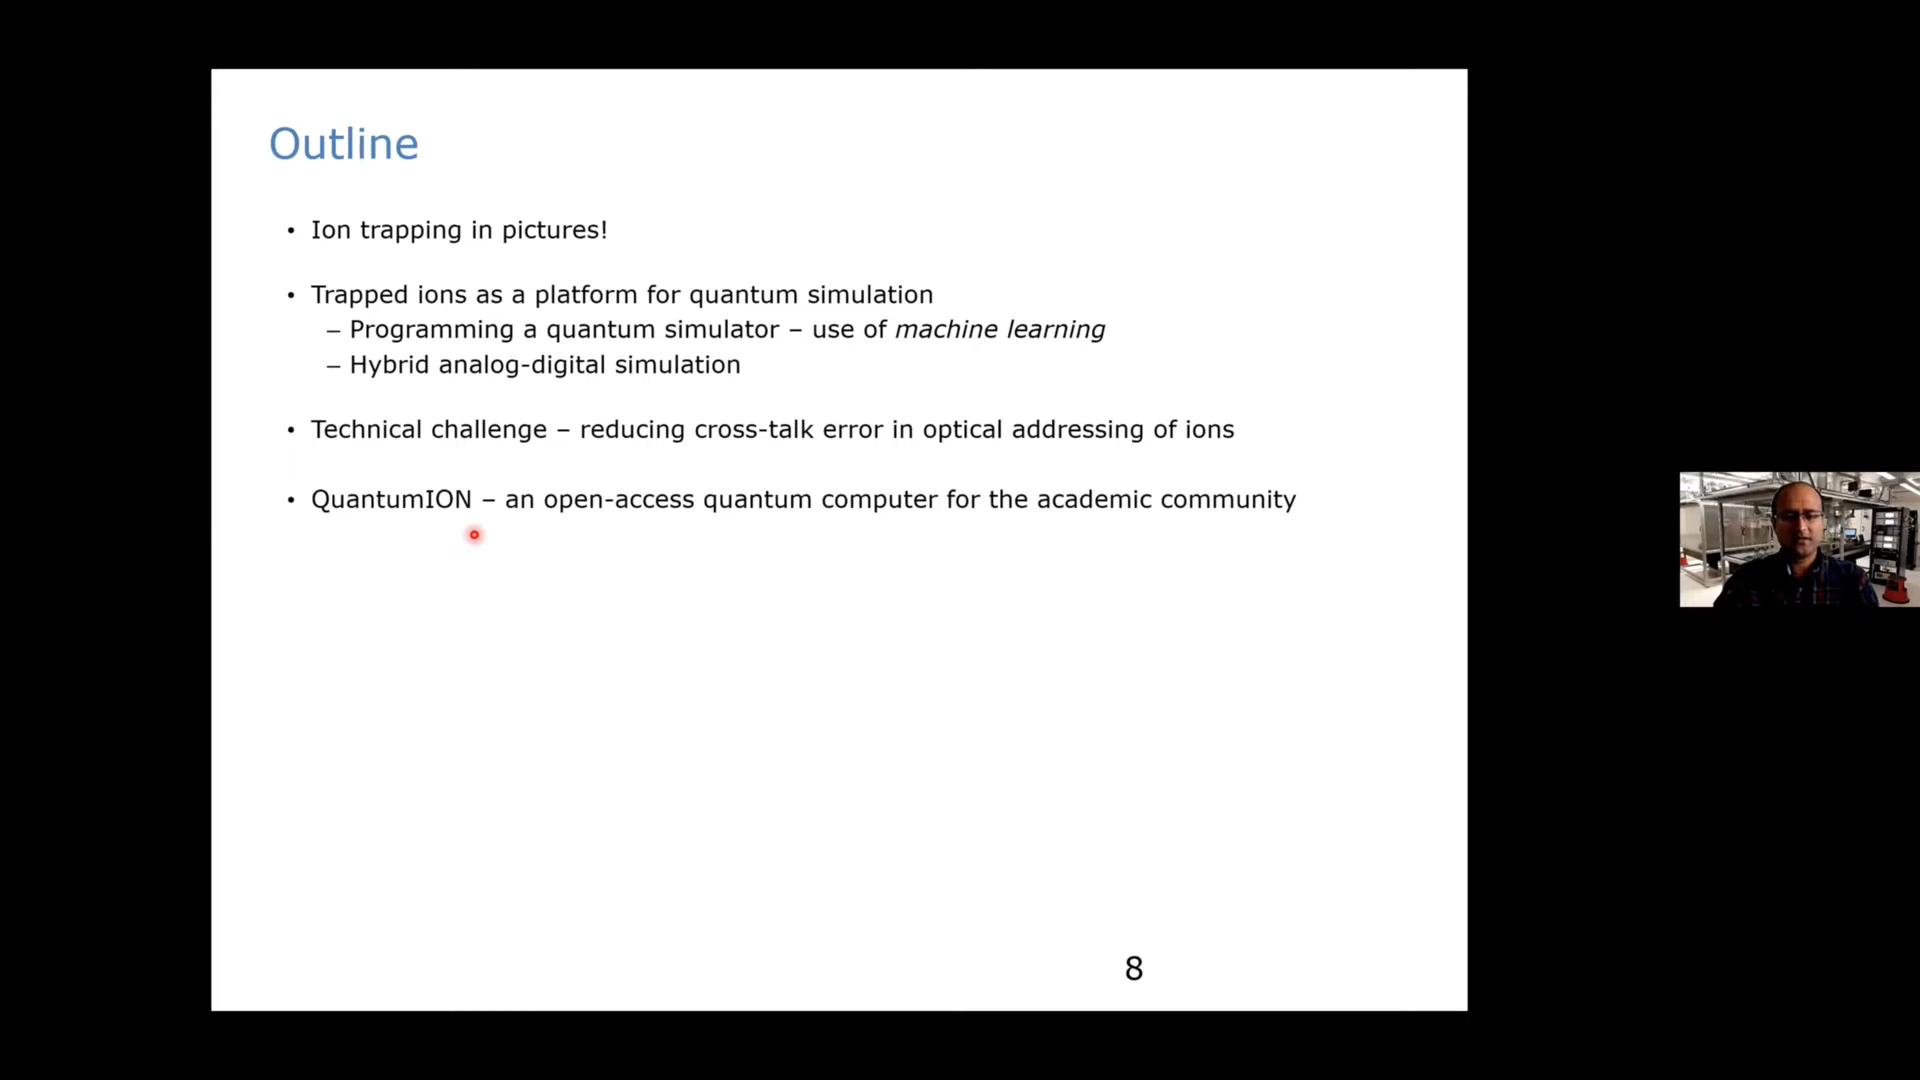 Outline
• Ion trapping in pictures!
• Trapped ions as a platform for quantum simulation
– Programming a quantum simulator – use of machine learning
– Hybrid analog-digital simulation
• Technical challenge – reducing cross-talk error in optical addressing of ions
• QuantumION – an open-access quantum computer for the academic community
8